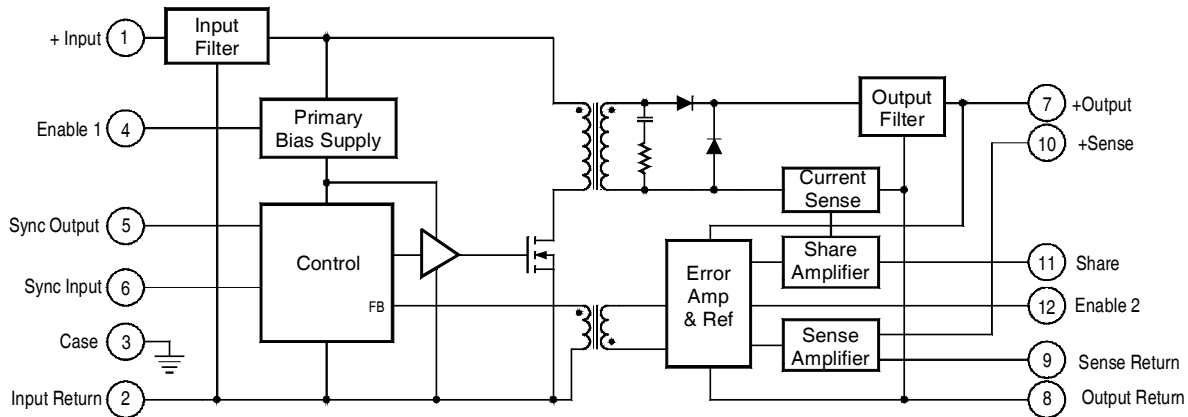 + Input
1
Input
Filter
Enable 1
4
Primary
Bias Supply
Sync Output
5
Sync Input
6
Control
FB
Case
3
Input Return
2
Output
Filter
7
+Output
10
+Sense
Current
Sense
Share
Amplifier
11
Share
Error
Amp
& Ref
12
Enable 2
Sense
Amplifier
9
Sense Return
8
Output Return